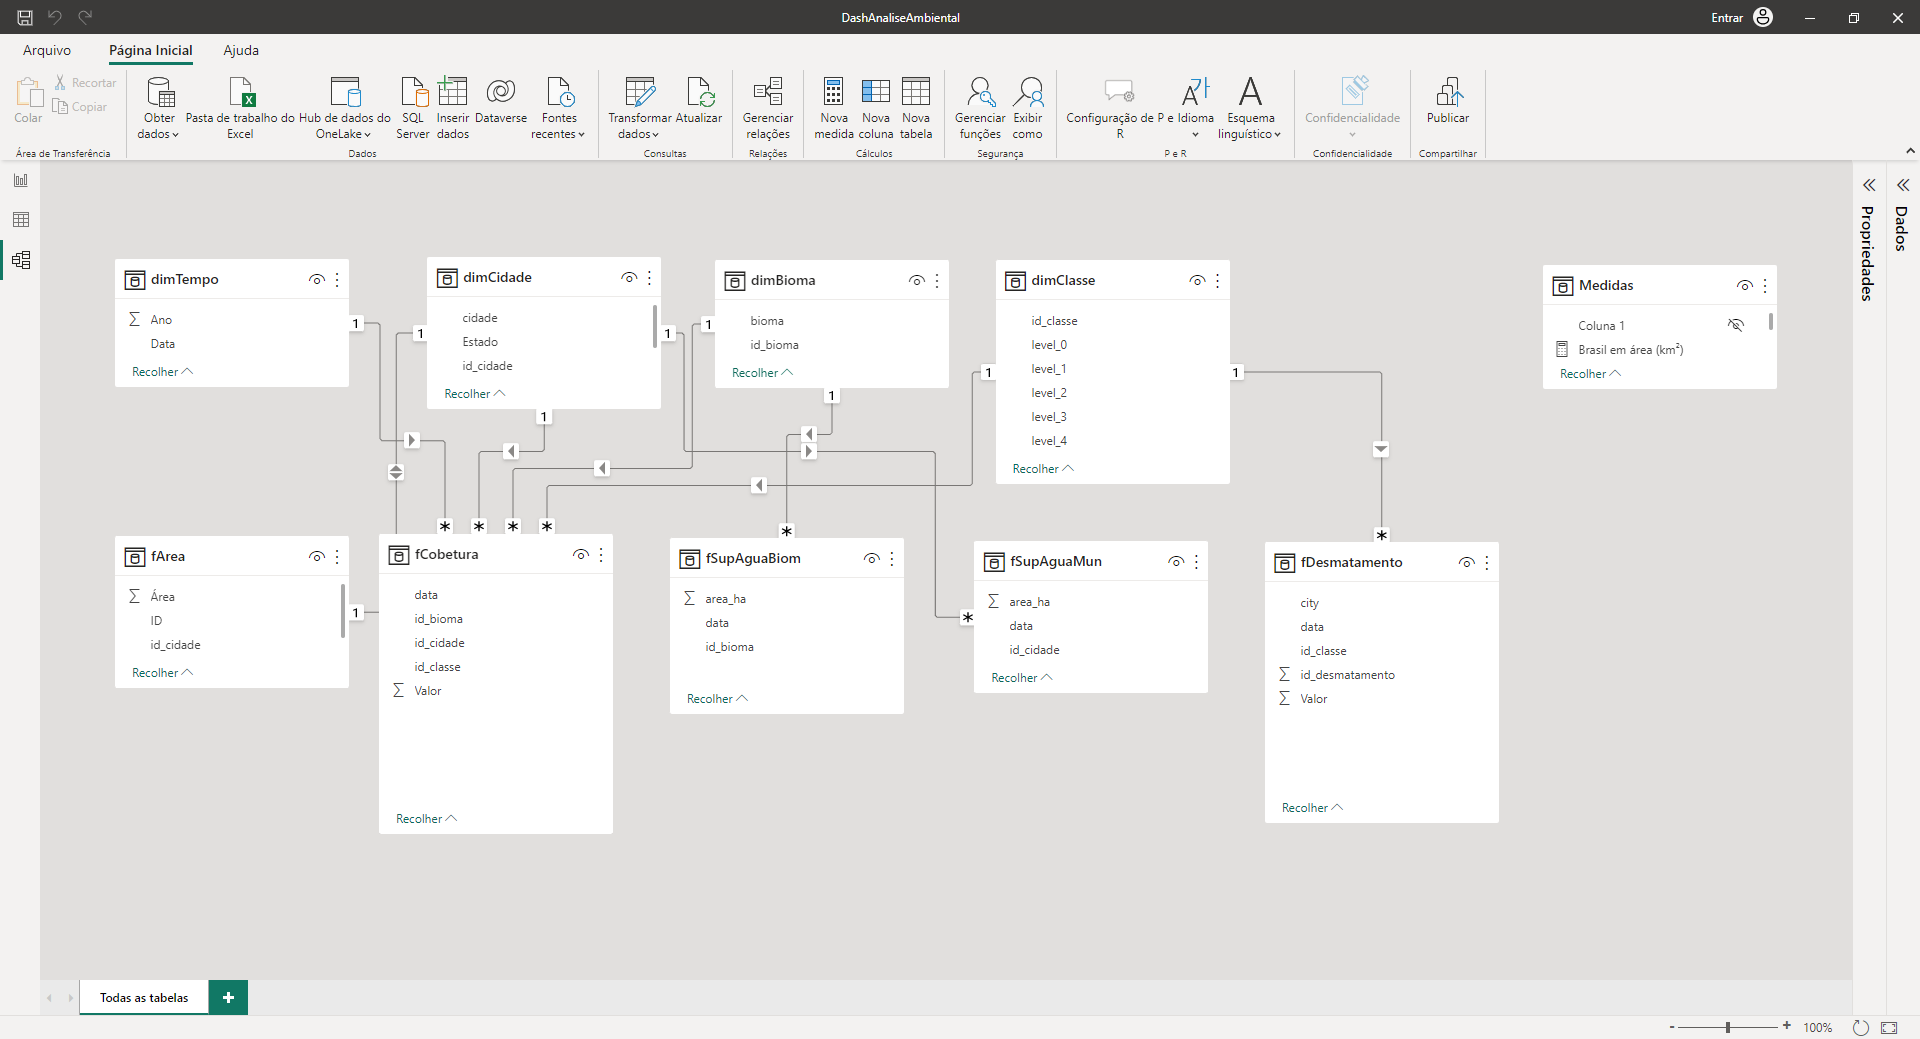 DashAnaliseAmbiental
Entrar
Arquivo
Página Inicial
Ajuda
Colar
Recortar
Copiar
Área de Transferência
Obter dados
Pasta de trabalho do Excel
Hub de dados do OneLake
SQL Server
Inserir dados
Dataverse
Fontes recentes
Dados
Transformar dados
Atualizar
Consultas
Gerenciar relações
Relações
Nova medida
Nova coluna
Nova tabela
Cálculos
Gerenciar funções
Exibir como
Segurança
Configuração de P e R
Idioma
Esquema linguístico
P e R
Confidencialidade
Confidencialidade
Publicar
Compartilhar
Propriedades
Dados
dimTempo
Ano
Data
Recolher
1
dimCidade
cidade
Estado
id_cidade
Recolher
1
1
1
dimBioma
bioma
id_bioma
Recolher
1
1
dimClasse
id_classe
level_0
level_1
level_2
level_3
level_4
Recolher
1
1
Medidas
Coluna 1
Brasil em área (km²)
Recolher
fArea
Área
ID
id_cidade
Recolher
1
* * * *
fCobetura
data
id_bioma
id_cidade
id_classe
Valor
Recolher
*
fSupAguaBiom
area_ha
data
id_bioma
Recolher
*
fSupAguaMun
area_ha
data
id_cidade
Recolher
*
fDesmatamento
city
data
id_classe
id_desmatamento
Valor
Recolher
Todas as tabelas
+
- + 100%